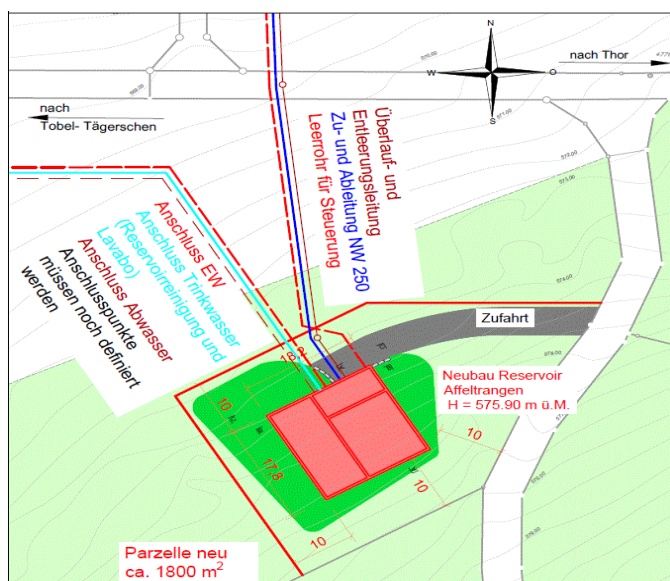 N
W
O
S
nach Thor
nach
Tobel- Tägerschen
Überlauf- und
Entleerungsleitung
Zu- und Ableitung NW 250
Leerrohr für Steuerung
Anschluss EW
Anschluss Trinkwasser
(Reservoirreinigung und
Lavabo)
Anschluss Abwasser
Anschlusspunkte
müssen noch definiert
werden
Zufahrt
Neubau Reservoir
Affeltrangen
H = 575.90 m ü.M.
10
17.8
10
10
10
Parzelle neu
ca. 1800 m²